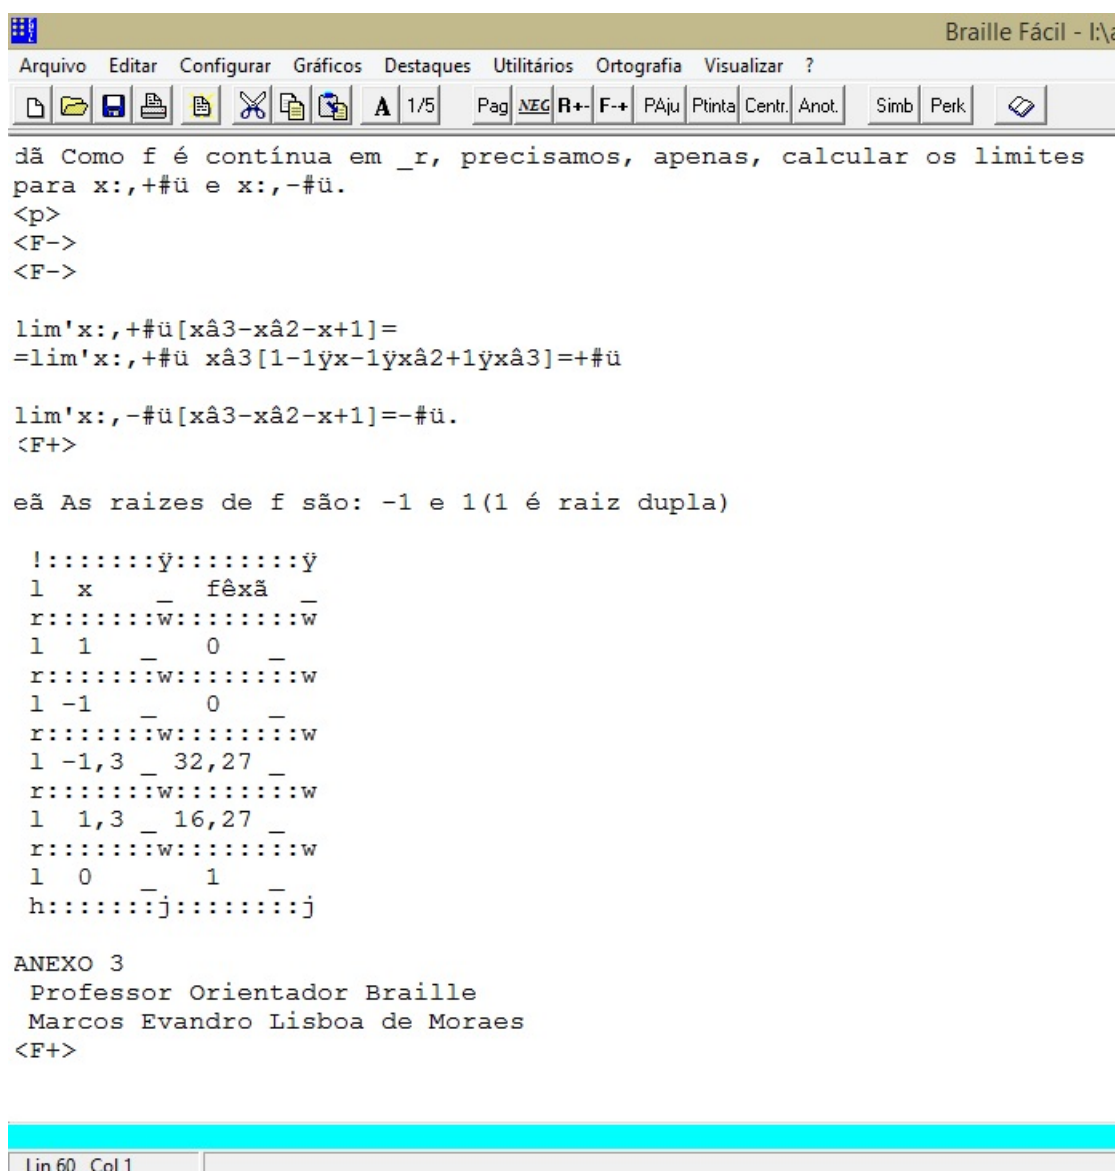 Braille Fácil - I:\a
Arquivo Editar Configurar Gráficos Destaques Utilitários Ortografia Visualizar ?
A 1/5 Pag NEG R+- F-+ PAju Ptinta Centr. Anot. Simb Perk
dã Como f é contínua em _r, precisamos, apenas, calcular os limites
para x:,+#ü e x:,-#ü.
<p>
<F->
<F->
lim'x:,+#ü[xâ3-xâ2-x+1]=
=lim'x:,+#ü xâ3[1-1ÿx-1ÿxâ2+1ÿxâ3]=+#ü
lim'x:,-#ü[xâ3-xâ2-x+1]=-#ü.
<F+>
eã As raizes de f são: -1 e 1(1 é raiz dupla)
!:::::::ÿ::::::::ÿ
l  x    _  fêxã  _
r:::::::w::::::::w
l  1   _   0   _
r:::::::w::::::::w
l -1   _   0   _
r:::::::w::::::::w
l -1,3 _ 32,27 _
r:::::::w::::::::w
l  1,3 _ 16,27 _
r:::::::w::::::::w
l  0   _   1   _
h:::::::j::::::::j
ANEXO 3
Professor Orientador Braille
Marcos Evandro Lisboa de Moraes
<F+>
Lin 60 Col 1